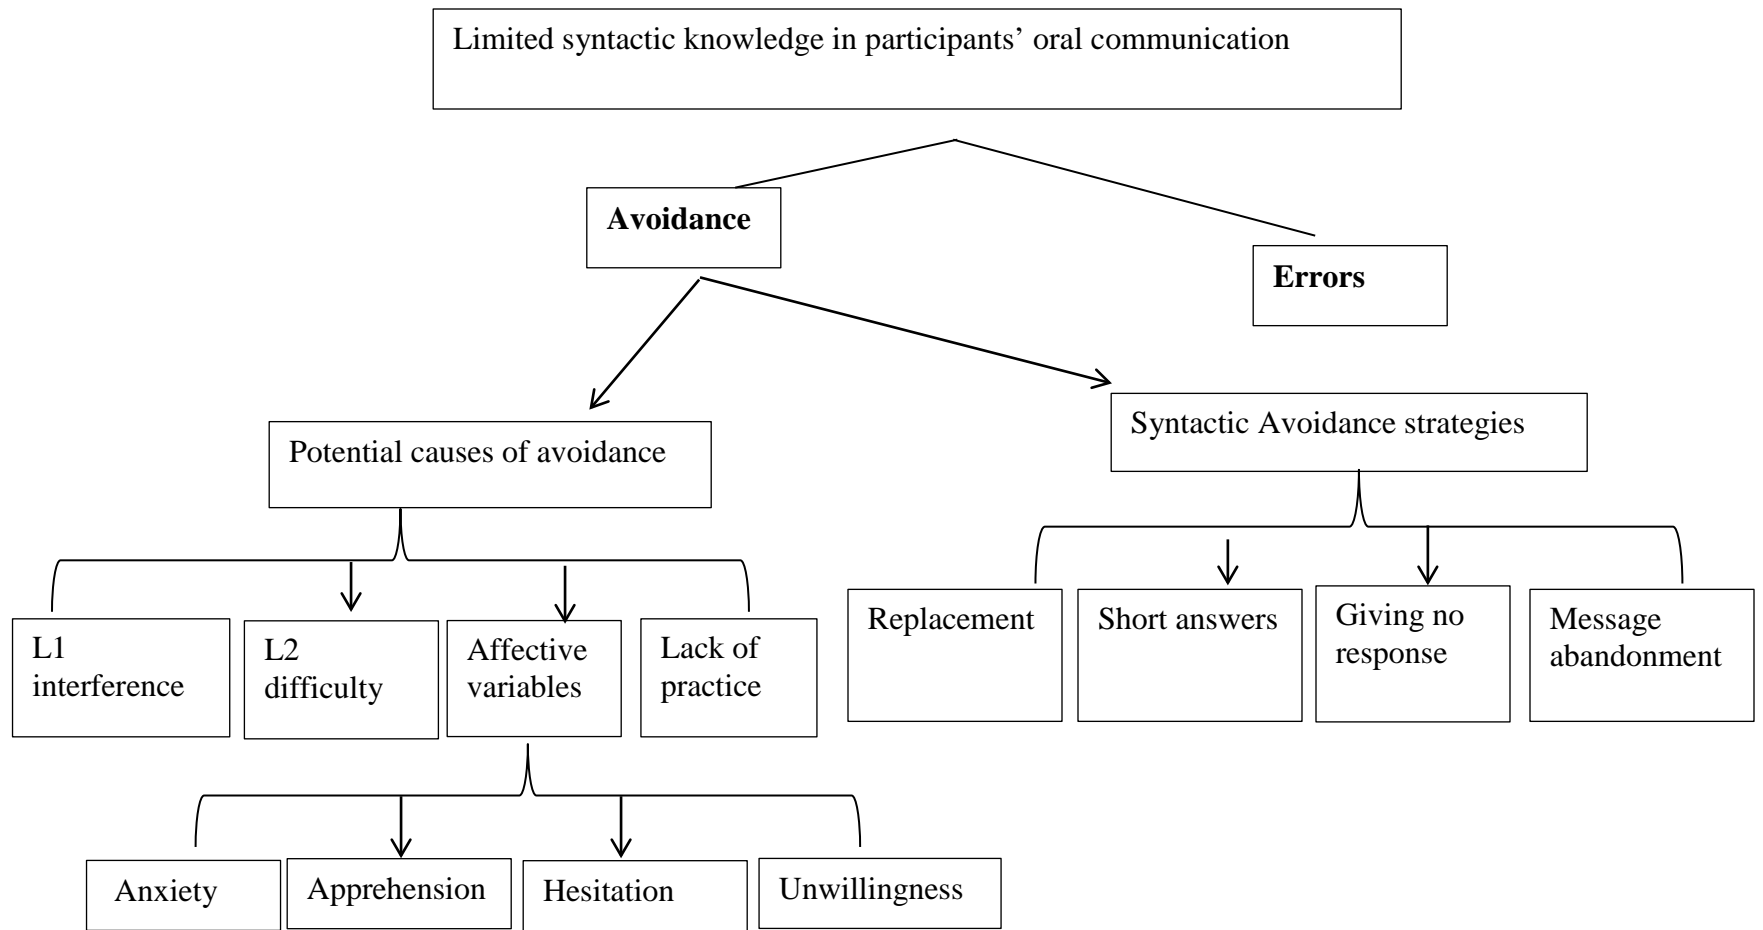 Limited syntactic knowledge in participants’ oral communication
Avoidance
Errors
Syntactic Avoidance strategies
Potential causes of avoidance
Replacement
Short answers
Giving no
response
Message
abandonment
L1
interference
L2
difficulty
Affective
variables
Lack of
practice
Anxiety
Apprehension
Hesitation
Unwillingness